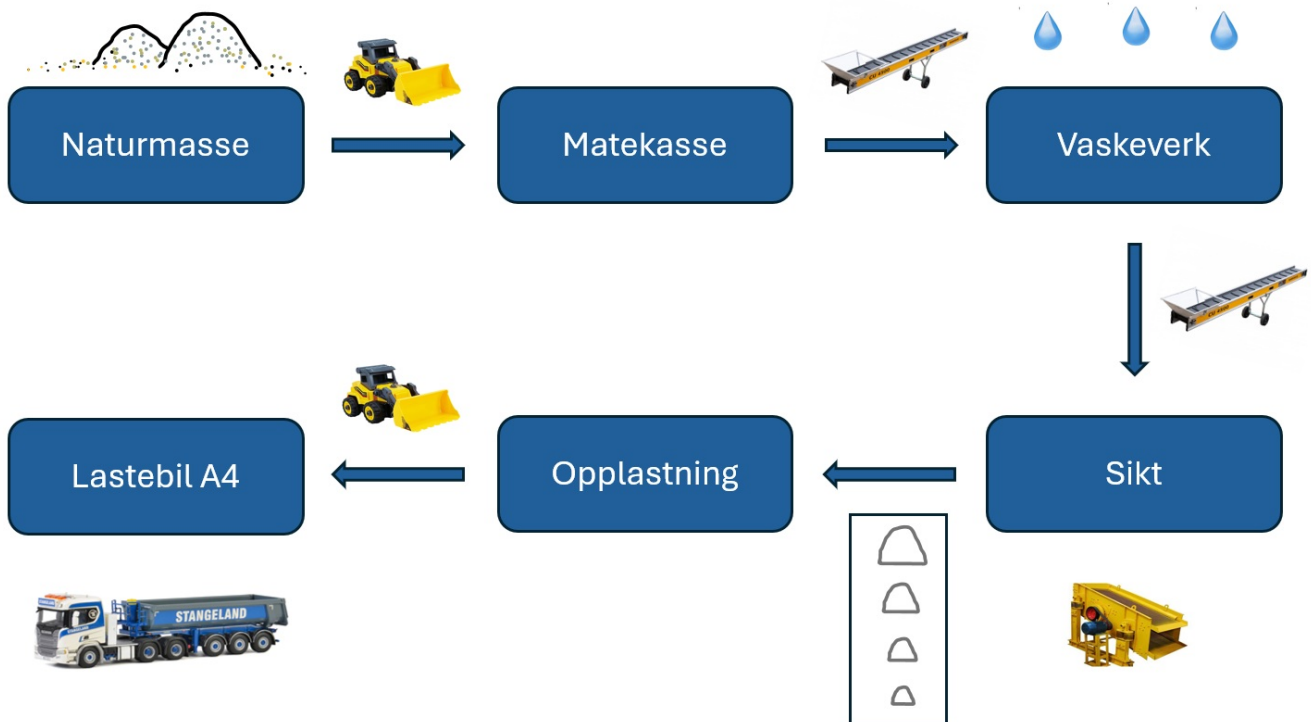 Naturmasse
Matekasse
Vaskeverk
Lastebil A4
Opplastning
Sikt
STANGELAND